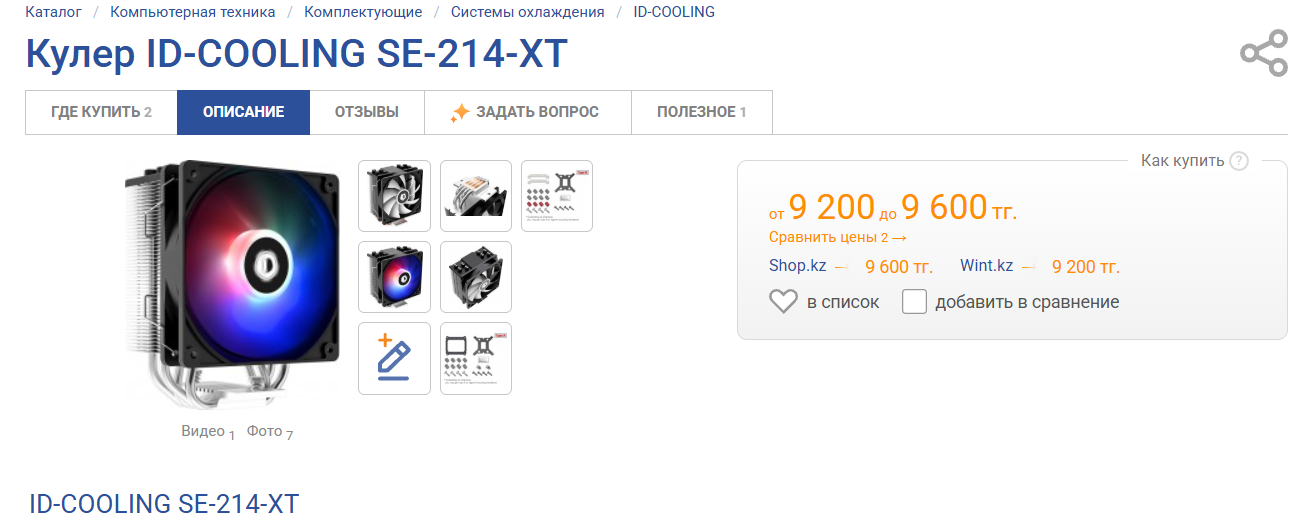 Каталог / Компьютерная техника / Комплектующие / Системы охлаждения / ID-COOLING
Кулер ID-COOLING SE-214-XT
ГДЕ КУПИТЬ 2 ОПИСАНИЕ ОТЗЫВЫ ЗАДАТЬ ВОПРОС ПОЛЕЗНОЕ 1
Как купить ?
от 9 200 до 9 600 тг.
Сравнить цены 2 →
Shop.kz 9 600 тг. Wint.kz 9 200 тг.
в список добавить в сравнение
Видео 1 Фото 7
ID-COOLING SE-214-XT